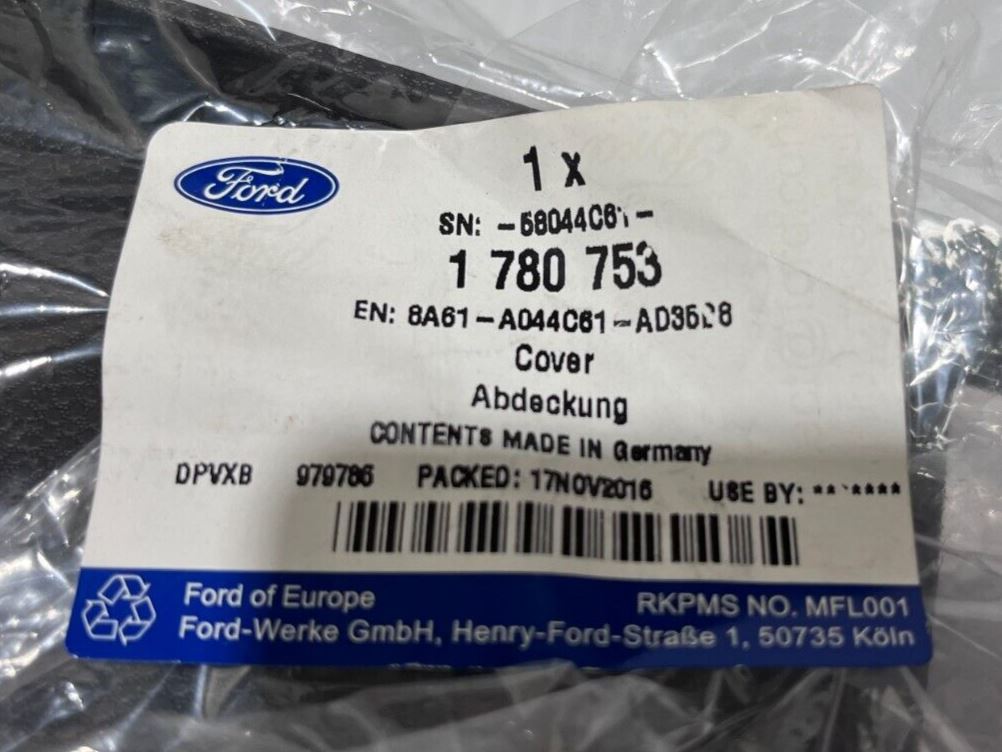 Ford
1 x
SN: -58044C61-
1 780 753
EN: 8A61-A044C61-AD3528
Cover
Abdeckung
CONTENTS MADE IN Germany
DPVXB 979786 PACKED: 17NOV2016 USE BY: *******
Ford of Europe
RKPMS NO. MFL001
Ford-Werke GmbH, Henry-Ford-Straße 1, 50735 Köln